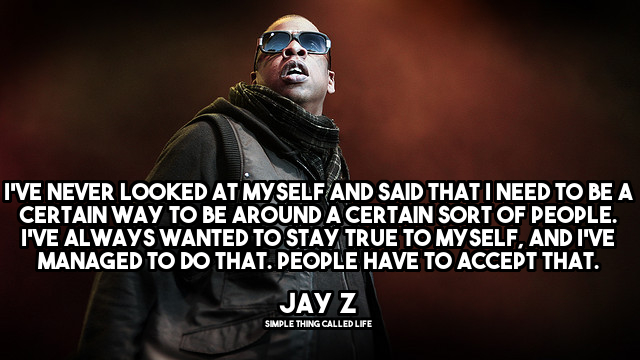 I'VE NEVER LOOKED AT MYSELF AND SAID THAT I NEED TO BE A
CERTAIN WAY TO BE AROUND A CERTAIN SORT OF PEOPLE.
I'VE ALWAYS WANTED TO STAY TRUE TO MYSELF, AND I'VE
MANAGED TO DO THAT. PEOPLE HAVE TO ACCEPT THAT.
JAY Z
SIMPLE THING CALLED LIFE